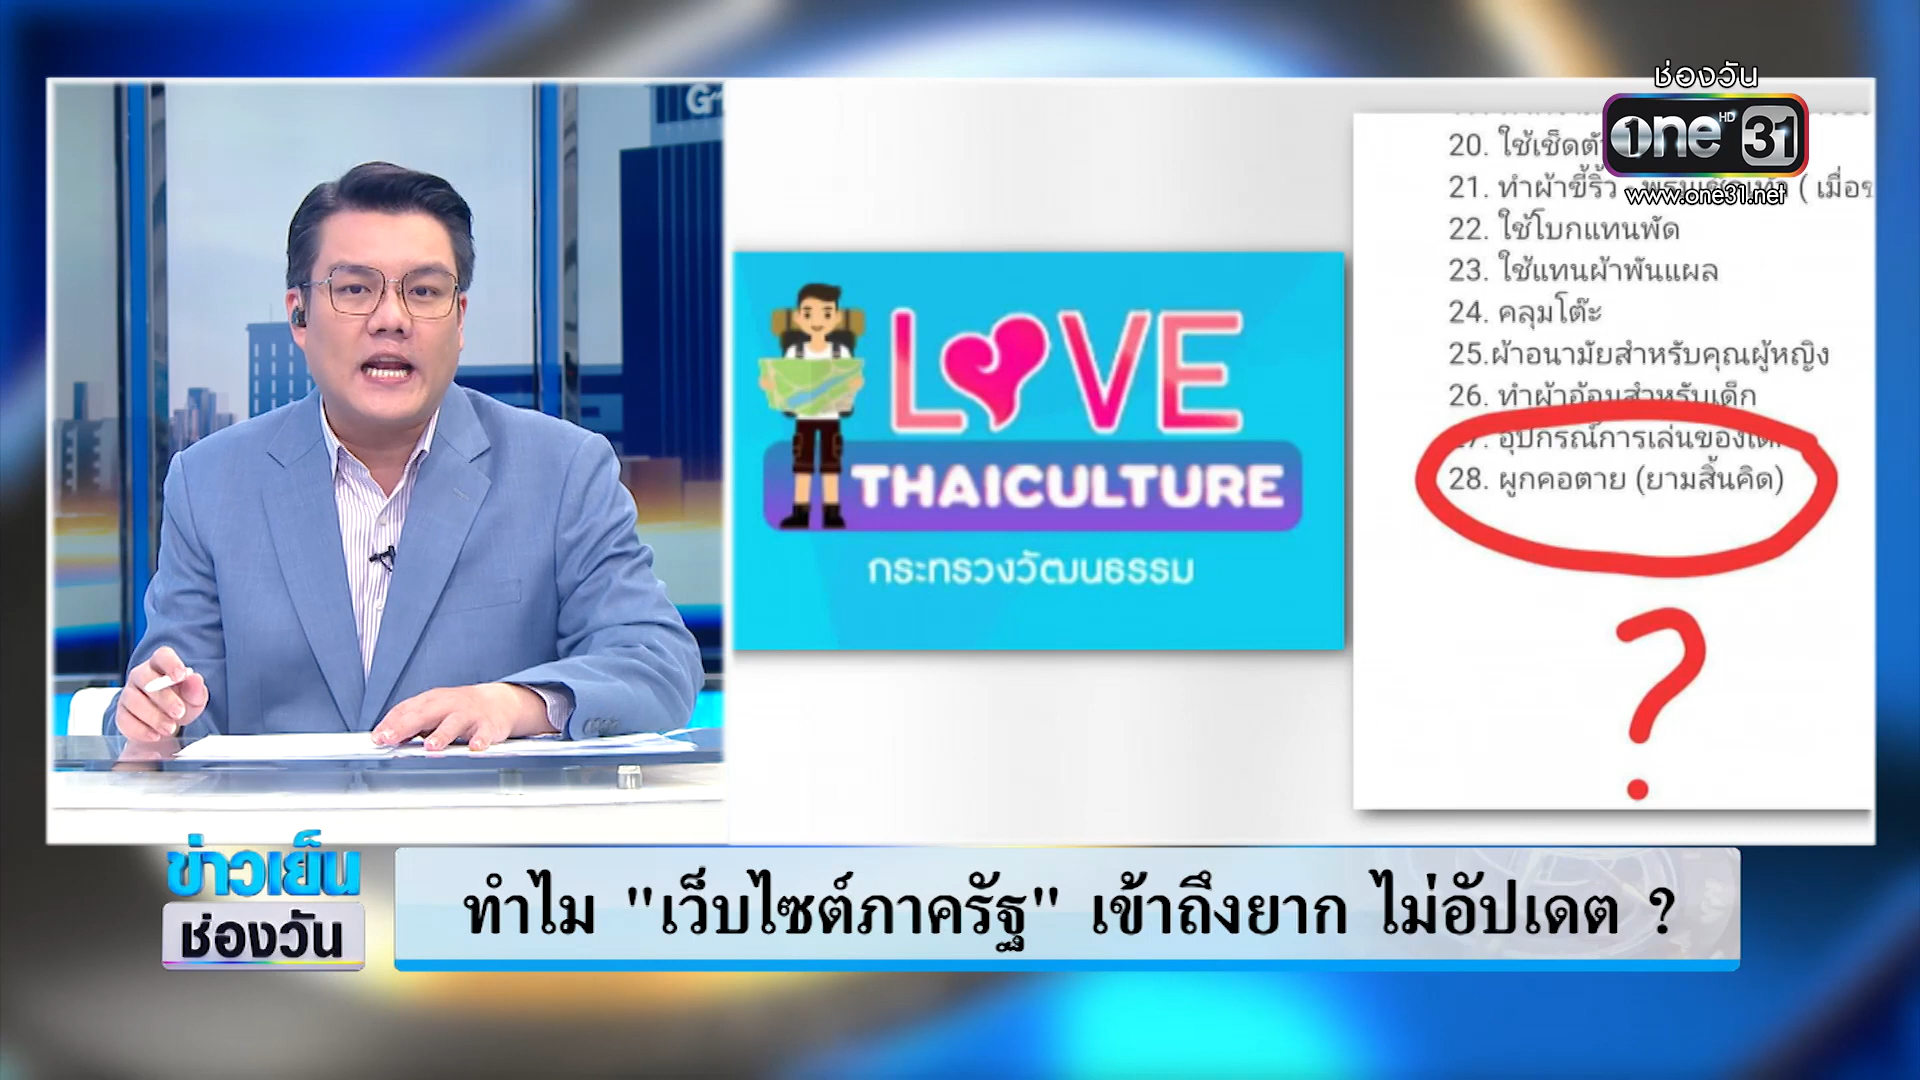 ช่องวัน
one HD 31
www.one31.net
G
20. ใช้เช็ดตั
21. ทำผ้าขี้ริ้ว ( เมื่อข
22. ใช้โบกแทนพัด
23. ใช้แทนผ้าพันแผล
24. คลุมโต๊ะ
25.ผ้าอนามัยสำหรับคุณผู้หญิง
26. ทำผ้าอ้อมสำหรับเด็ก
27. อุปกรณ์การเล่นของเด็ก
28. ผูกคอตาย (ยามสิ้นคิด)
?
LOVE
THAICULTURE
กระทรวงวัฒนธรรม
ข่าวเย็น
ช่องวัน
ทำไม "เว็บไซต์ภาครัฐ" เข้าถึงยาก ไม่อัปเดต ?